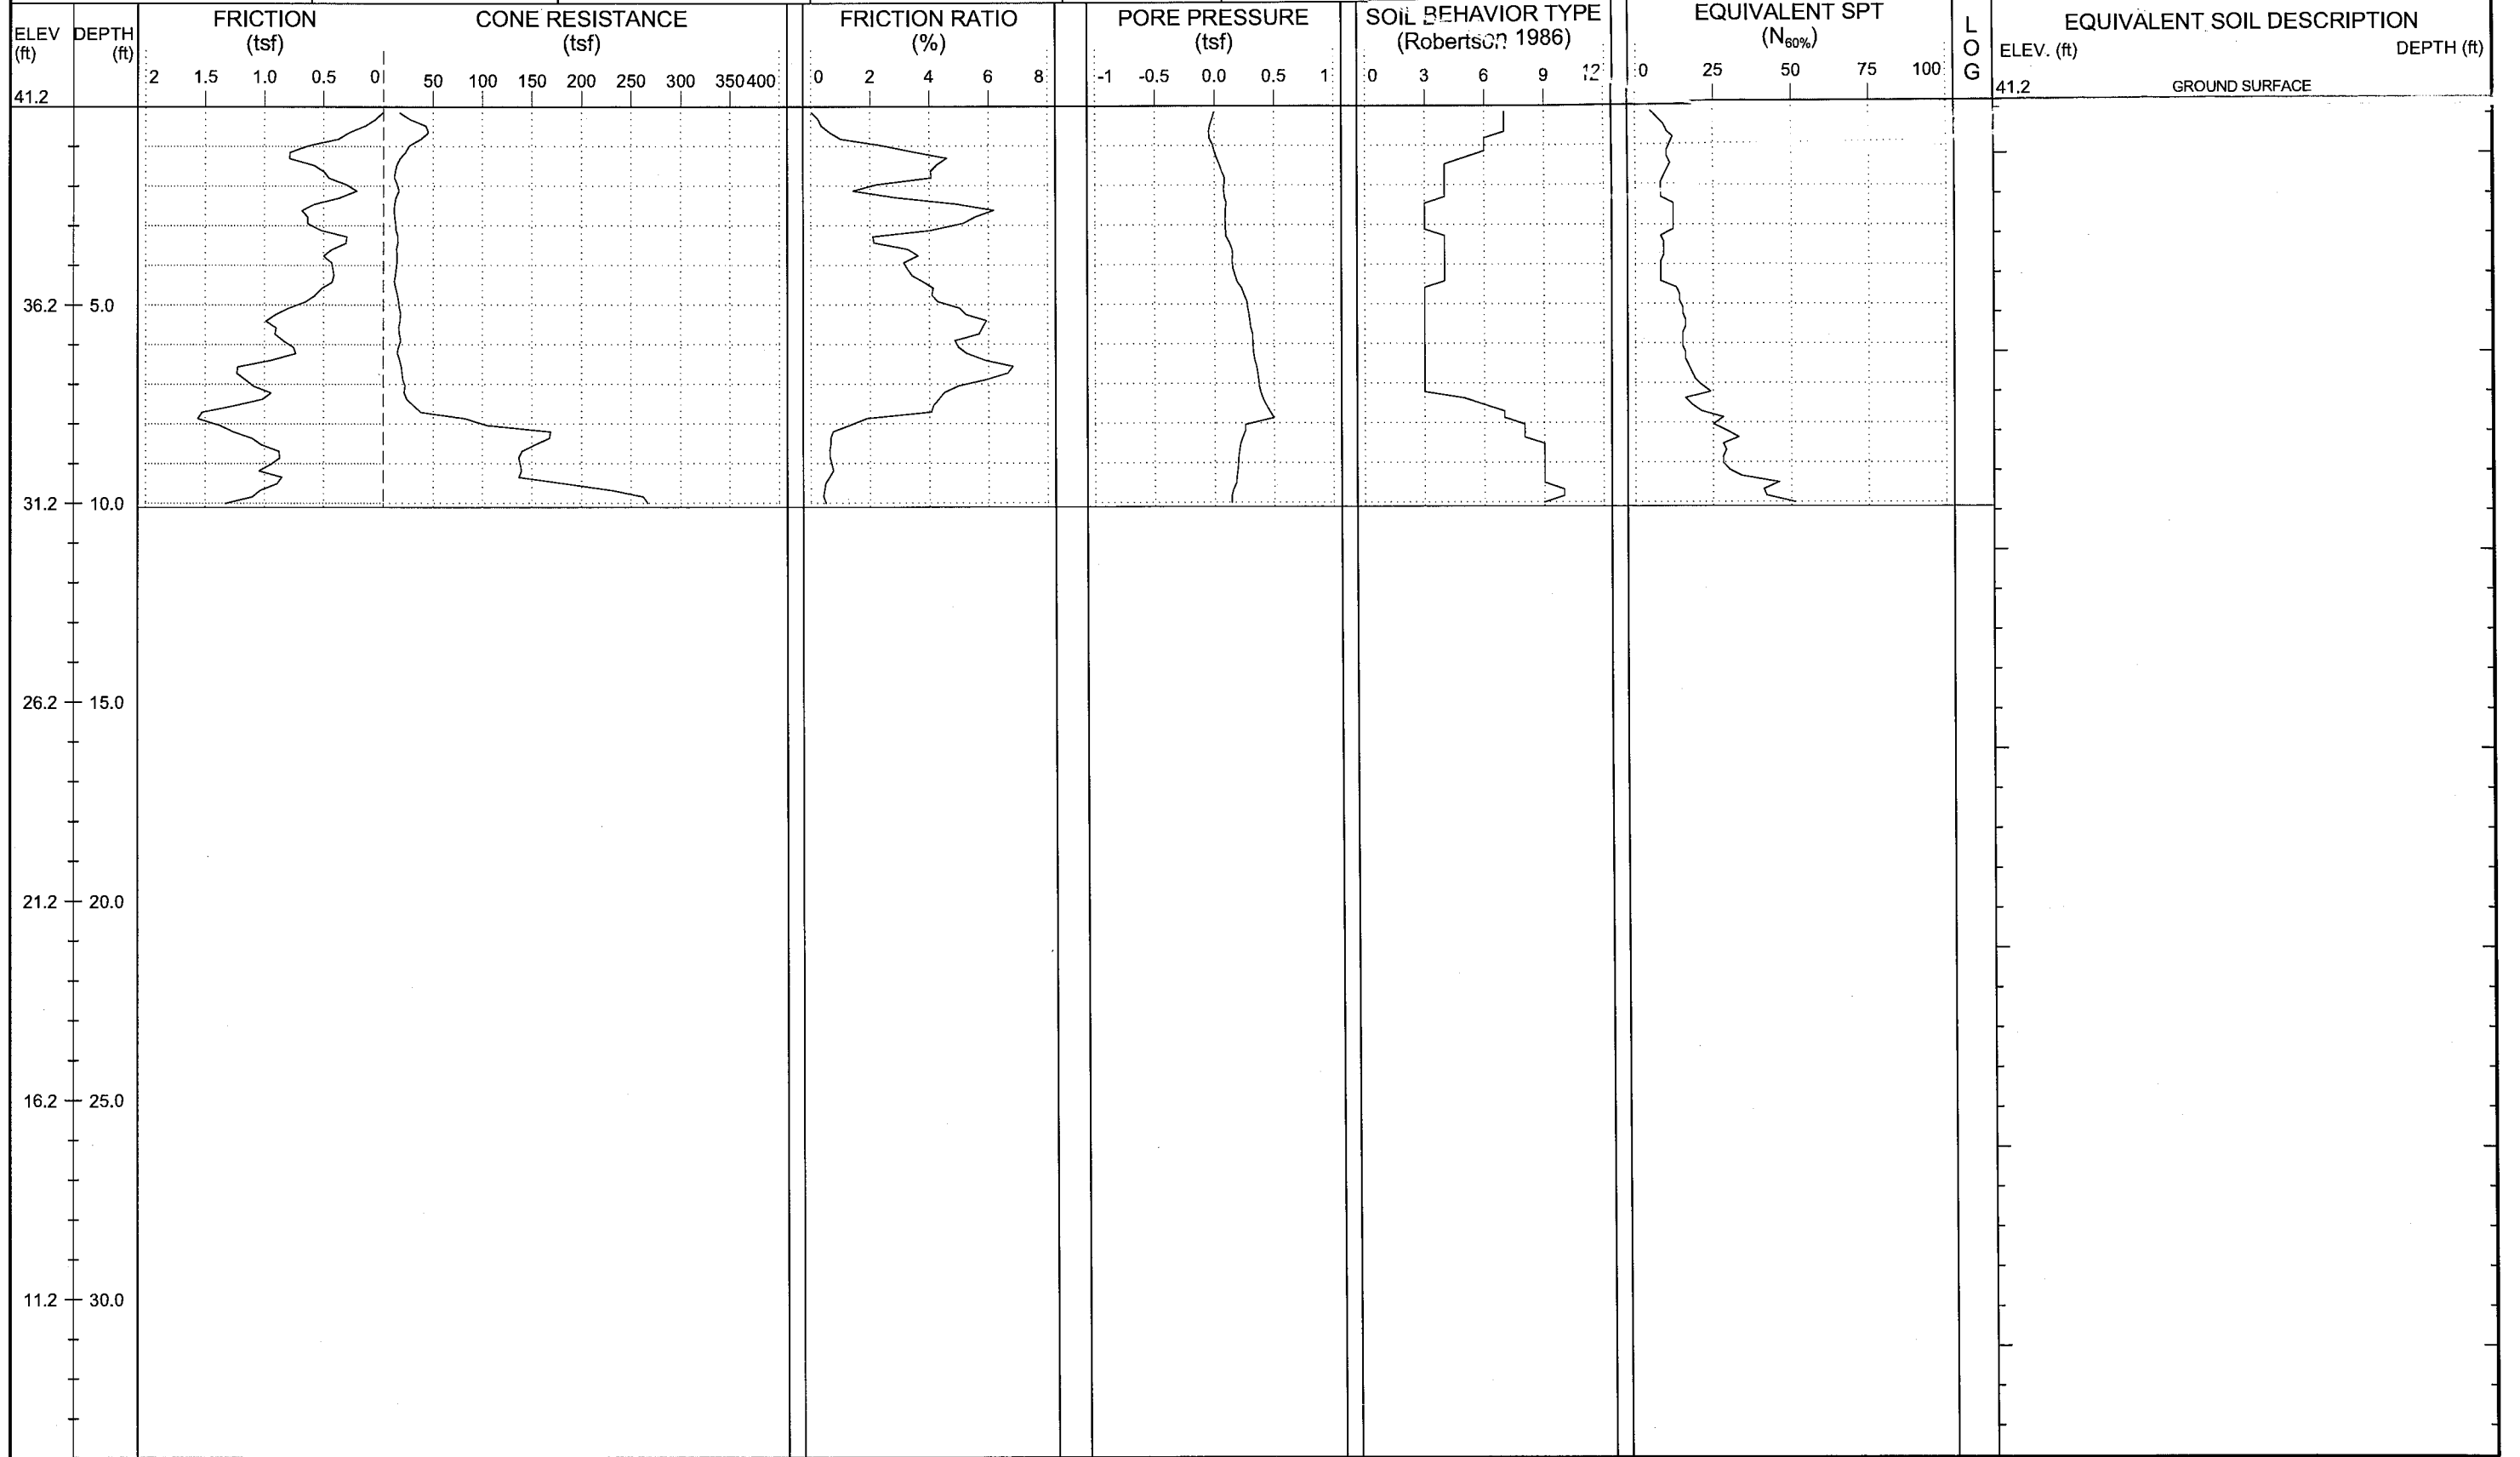 ELEV (ft)
DEPTH (ft)
FRICTION
(tsf)
2 1.5 1.0 0.5 0
CONE RESISTANCE
(tsf)
50 100 150 200 250 300 350 400
FRICTION RATIO
(%)
0 2 4 6 8
PORE PRESSURE
(tsf)
-1 -0.5 0.0 0.5 1
SOIL BEHAVIOR TYPE
(Robertson 1986)
0 3 6 9 12
EQUIVALENT SPT
(N60%)
0 25 50 75 100
LOG
EQUIVALENT SOIL DESCRIPTION
ELEV. (ft) DEPTH (ft)
41.2 GROUND SURFACE
41.2
36.2 5.0
31.2 10.0
26.2 15.0
21.2 20.0
16.2 25.0
11.2 30.0